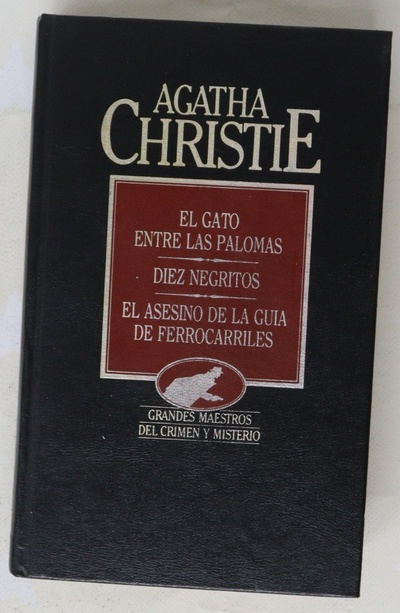 AGATHA
CHRISTIE
EL GATO
ENTRE LAS PALOMAS
DIEZ NEGRITOS
EL ASESINO DE LA GUIA
DE FERROCARRILES
GRANDES MAESTROS
DEL CRIMEN Y MISTERIO